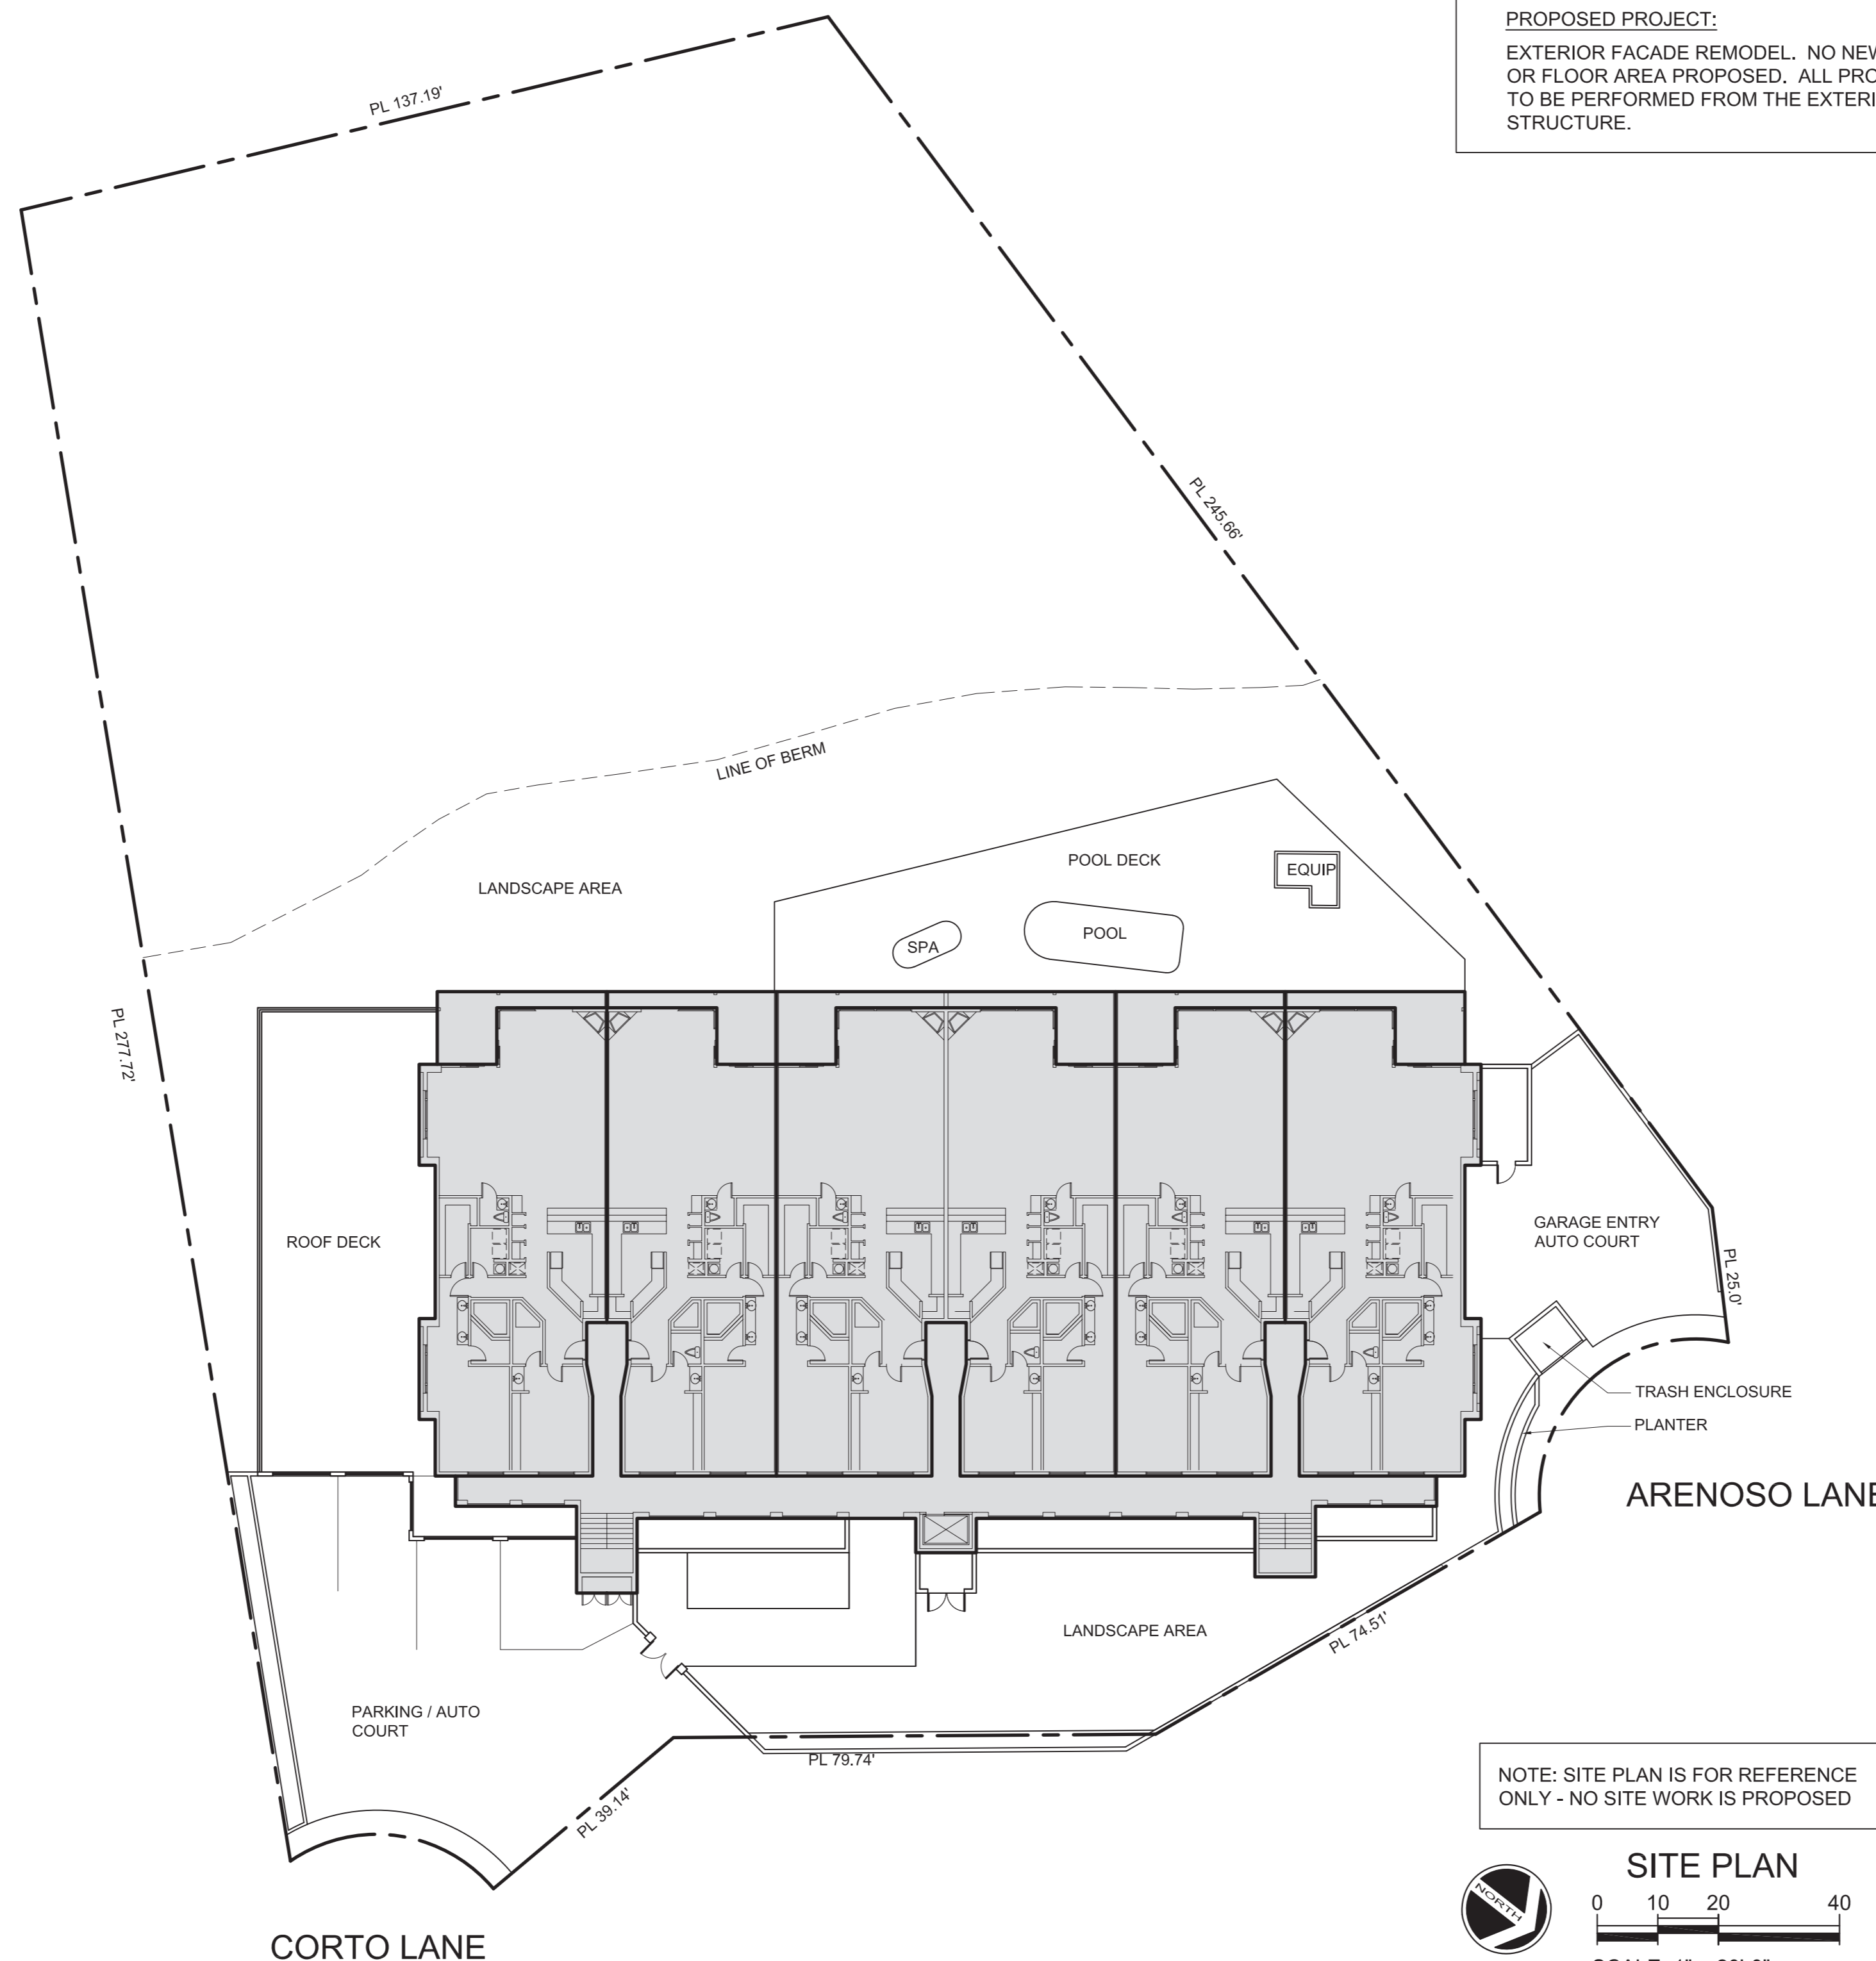 PROPOSED PROJECT:
EXTERIOR FACADE REMODEL. NO NEW
OR FLOOR AREA PROPOSED. ALL
TO BE PERFORMED FROM THE
STRUCTURE.
PL 137.19'
PL 245.66'
LINE OF BERM
POOL DECK
EQUIP
LANDSCAPE AREA
POOL
SPA
PL 277.72'
ROOF DECK
GARAGE ENTRY
AUTO COURT
PL 25.0'
TRASH ENCLOSURE
PLANTER
ARENOSO LANE
LANDSCAPE AREA
PL 74.51'
PARKING / AUTO
COURT
PL 79.74'
PL 39.14'
NOTE: SITE PLAN IS FOR REFERENCE
ONLY - NO SITE WORK IS PROPOSED
SITE PLAN
0 10 20 40
NORTH
CORTO LANE